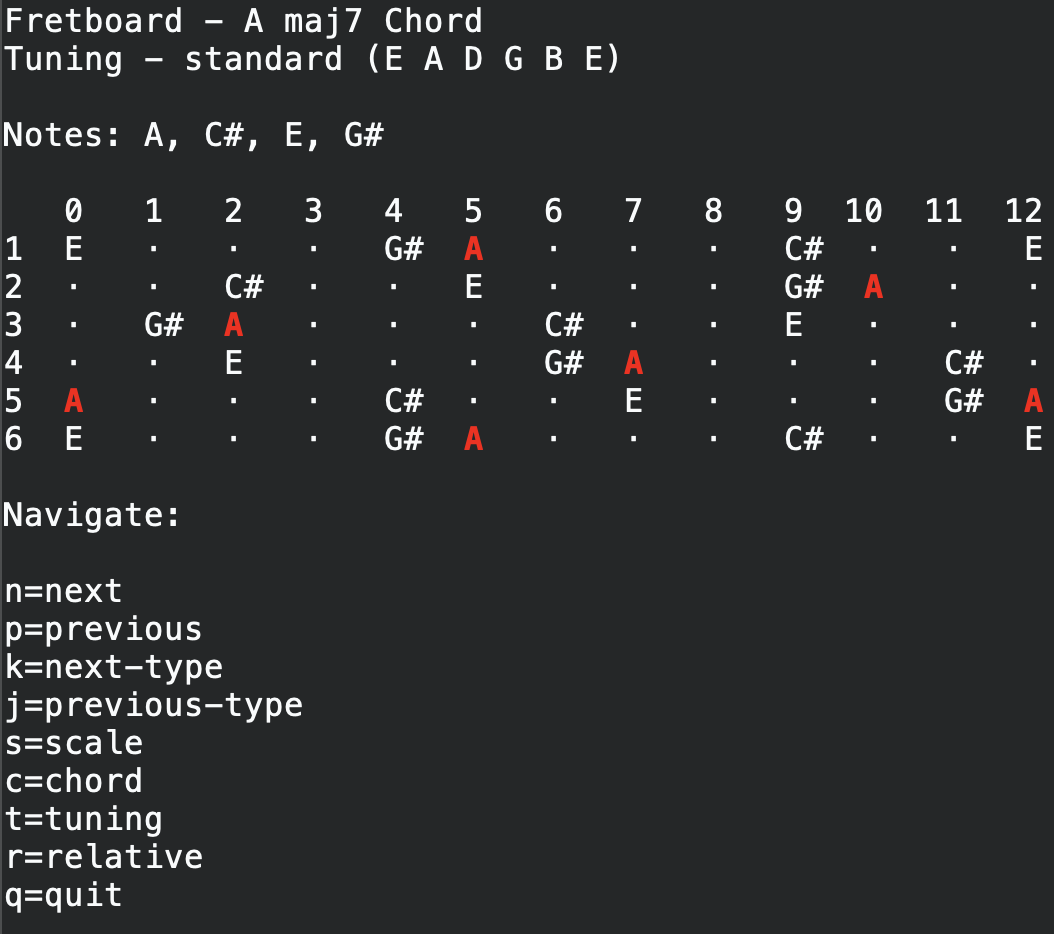 Fretboard - A maj7 Chord
Tuning - standard (E A D G B E)
Notes: A, C#, E, G#
   0   1   2   3   4   5   6   7   8   9  10  11  12
1  E   ·   ·   ·   G#  A   ·   ·   ·   C#  ·   ·   E
2  ·   ·   C#  ·   ·   E   ·   ·   ·   G#  A   ·   ·
3  ·   G#  A   ·   ·   ·   C#  ·   ·   E   ·   ·   ·
4  ·   ·   E   ·   ·   ·   G#  A   ·   ·   ·   C#  ·
5  A   ·   ·   ·   C#  ·   ·   E   ·   ·   ·   G#  A
6  E   ·   ·   ·   G#  A   ·   ·   ·   C#  ·   ·   E
Navigate:
n=next
p=previous
k=next-type
j=previous-type
s=scale
c=chord
t=tuning
r=relative
q=quit